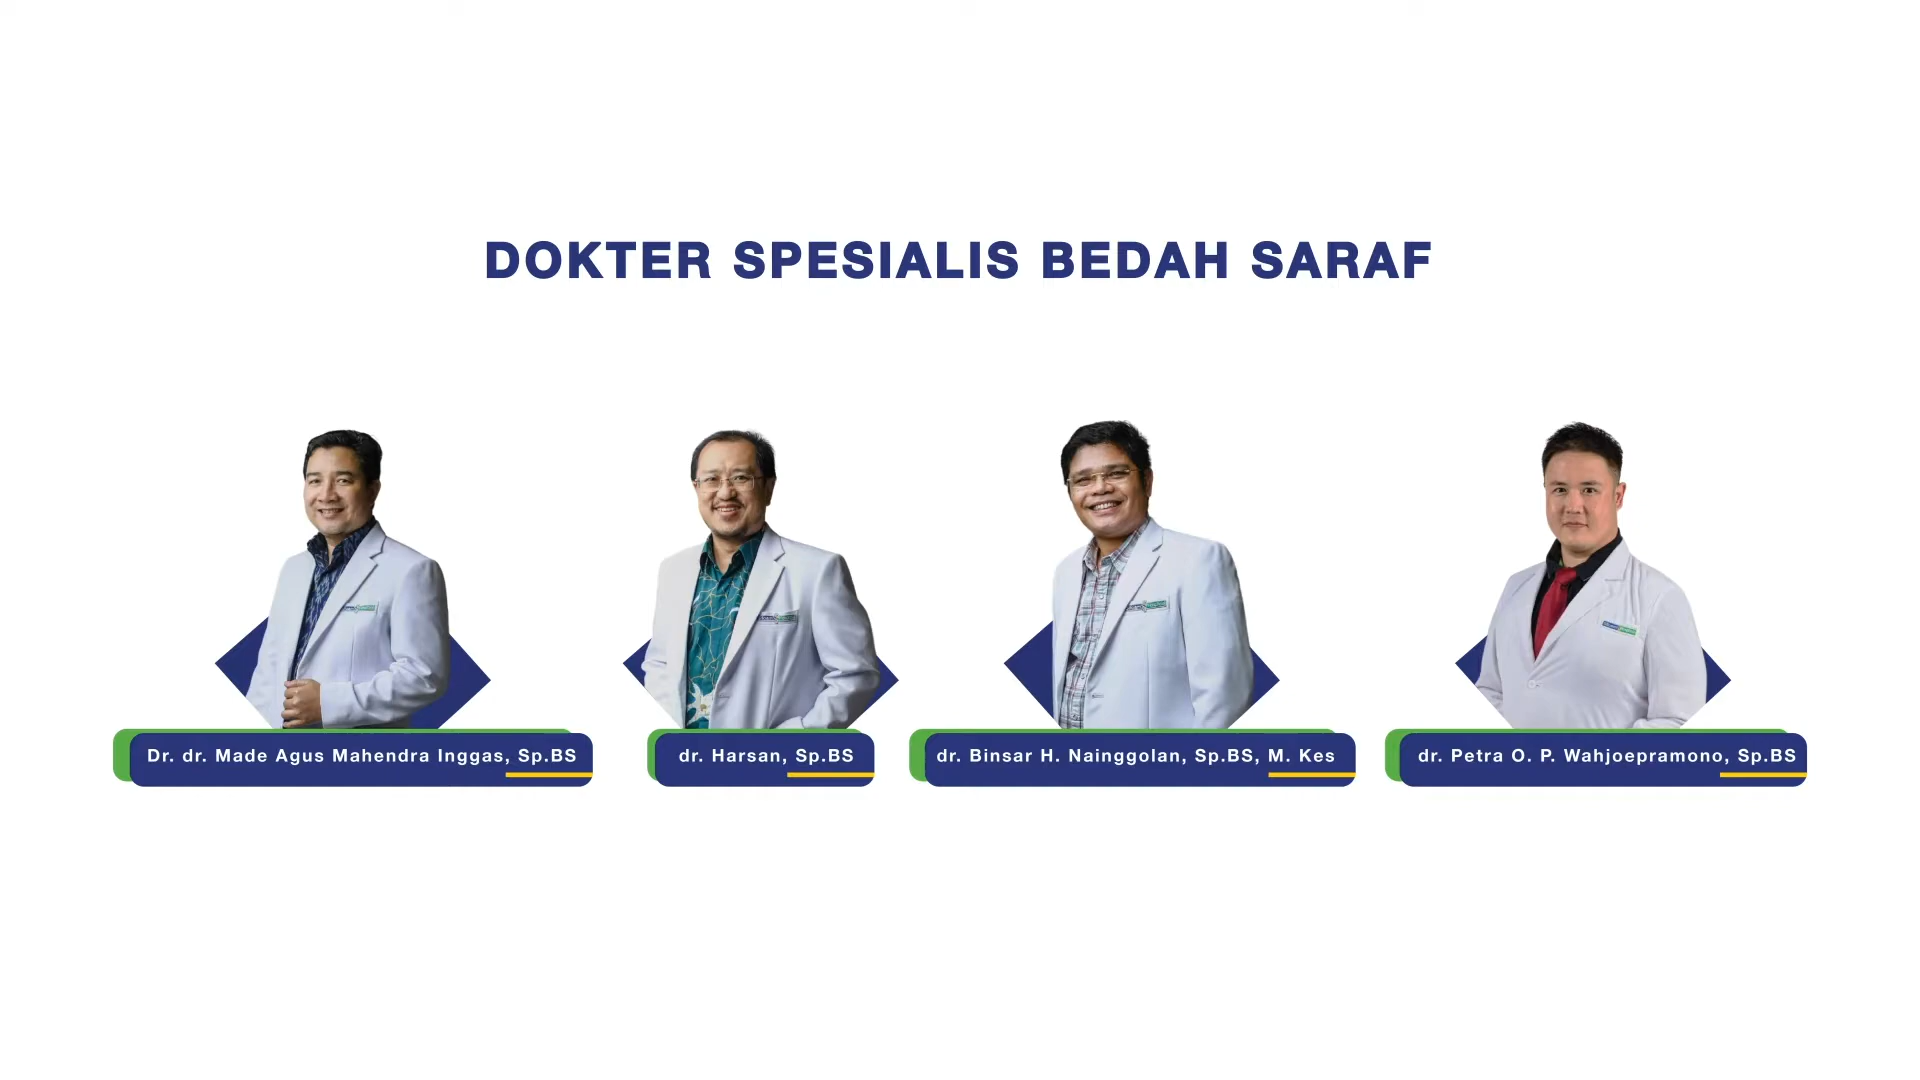 DOKTER SPESIALIS BEDAH SARAF
Dr. dr. Made Agus Mahendra Inggas, Sp.BS
dr. Harsan, Sp.BS
dr. Binsar H. Nainggolan, Sp.BS, M. Kes
dr. Petra O. P. Wahjoepramono, Sp.BS